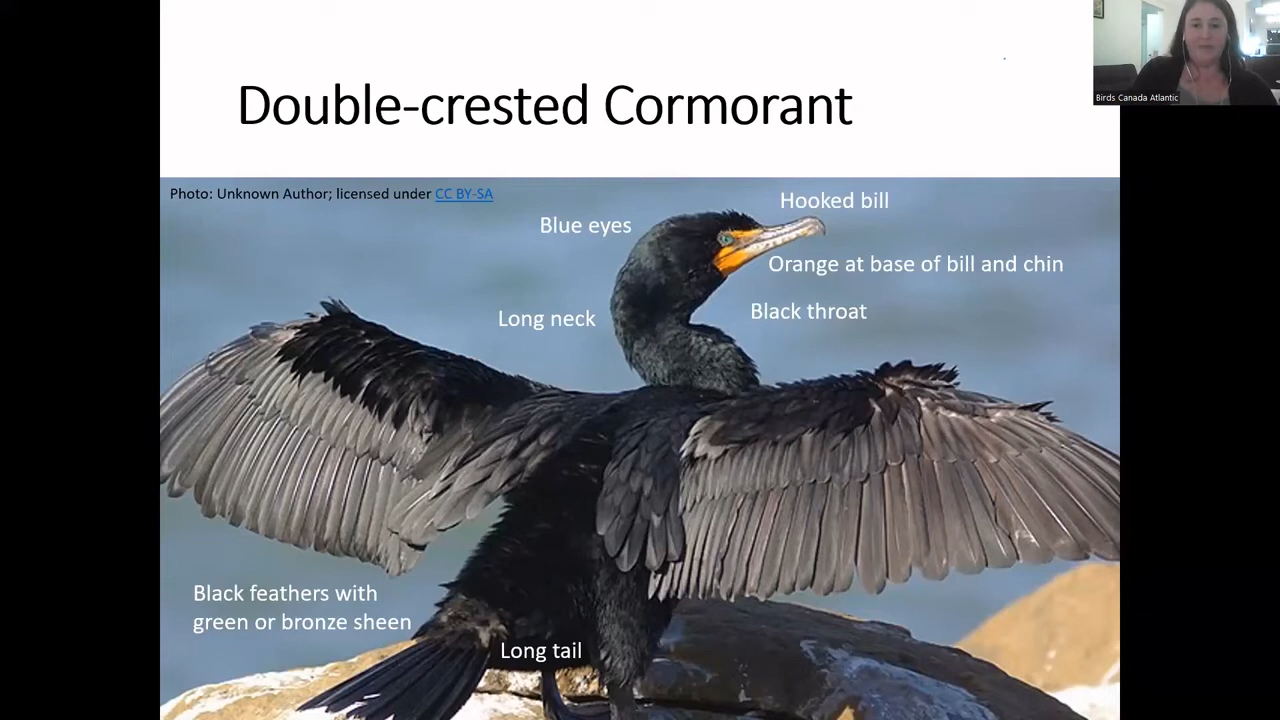 Birds Canada Atlantic
Double-crested Cormorant
Photo: Unknown Author; licensed under CC BY-SA
Hooked bill
Blue eyes
Orange at base of bill and chin
Black throat
Long neck
Black feathers with
green or bronze sheen
Long tail